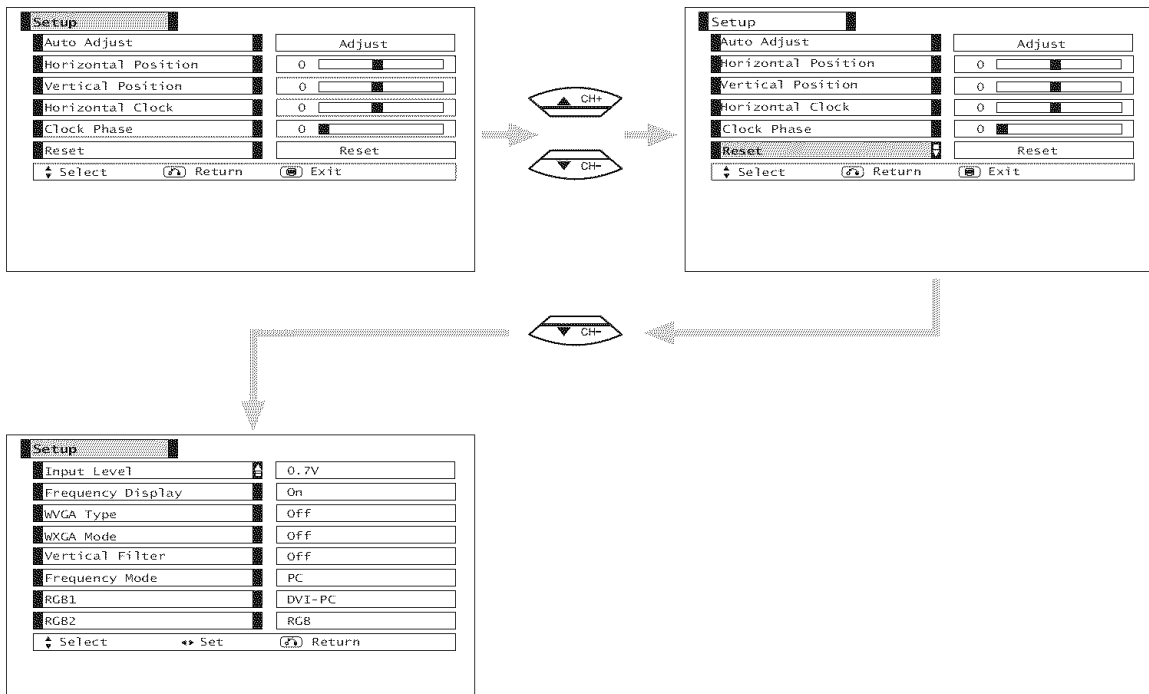 Setup
Auto Adjust Adjust
Horizontal Position 0
Vertical Position 0
Horizontal Clock 0
Clock Phase 0
Reset Reset
Select Return Exit
CH+
CH-
Setup
Auto Adjust Adjust
Horizontal Position 0
Vertical Position 0
Horizontal Clock 0
Clock Phase 0
Reset Reset
Select Return Exit
CH-
Setup
Input Level 0.7V
Frequency Display On
WVGA Type Off
WXGA Mode Off
Vertical Filter Off
Frequency Mode PC
RGB1 DVI-PC
RGB2 RGB
Select Set Return